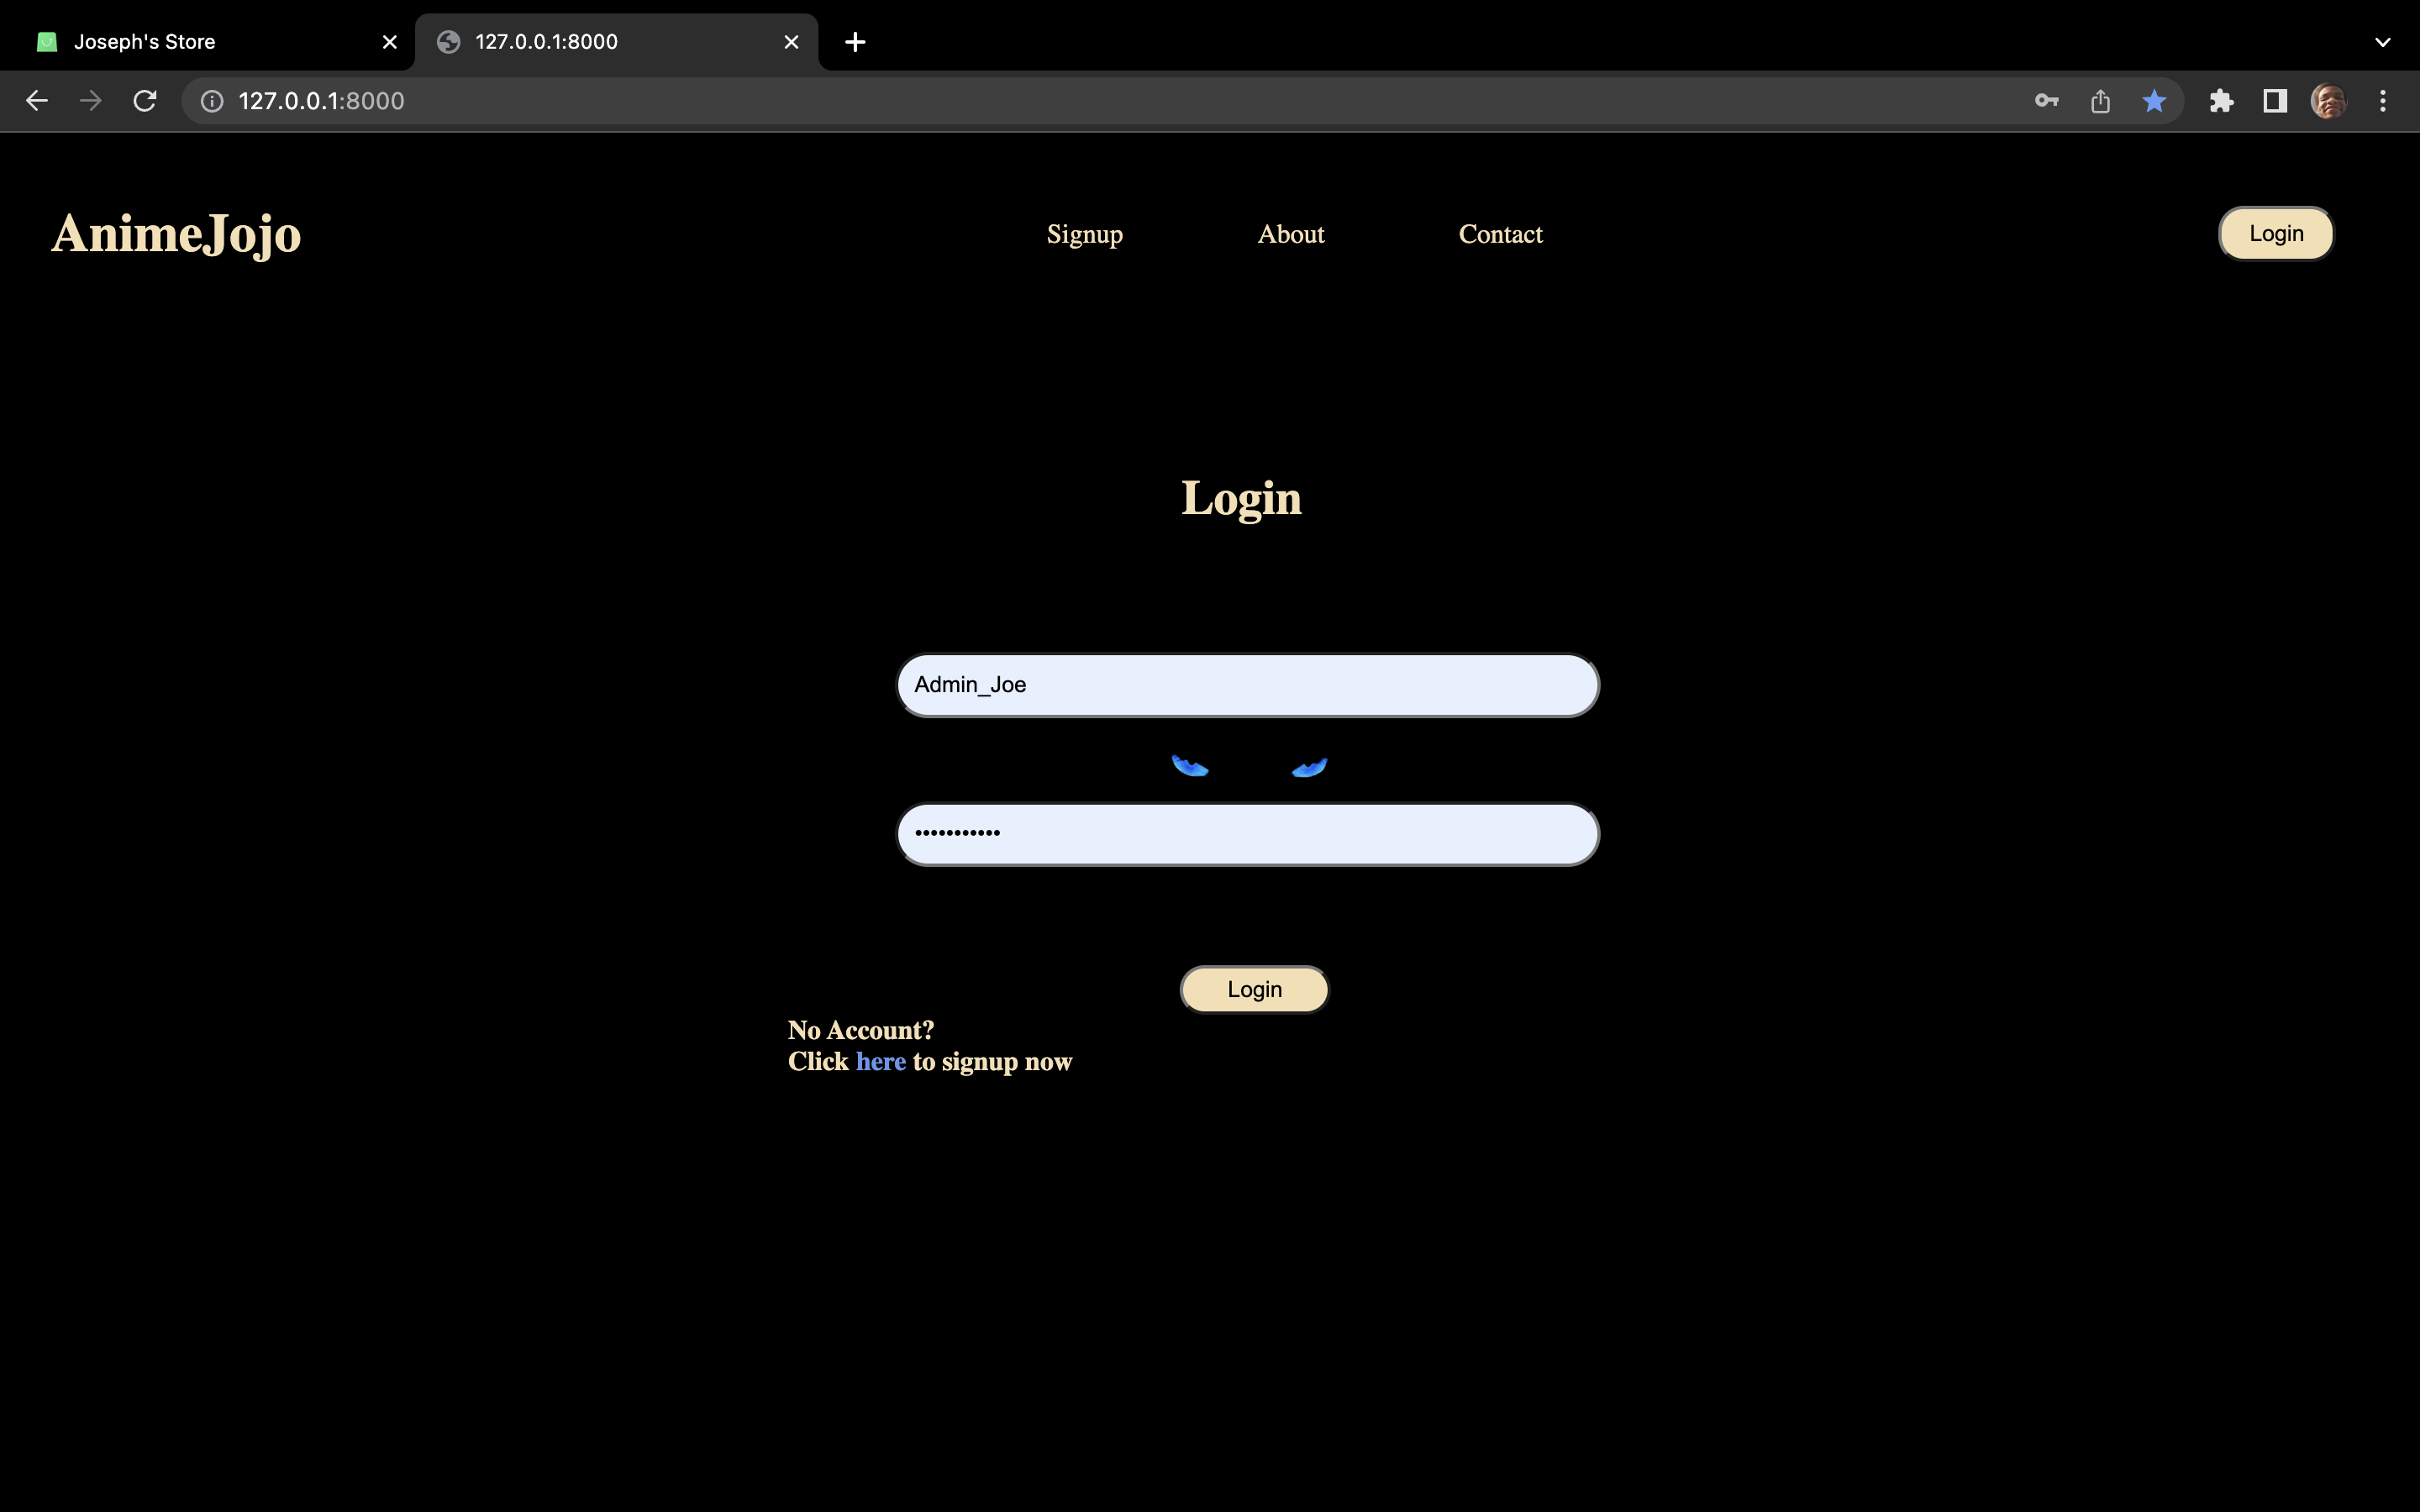 Joseph's Store
127.0.0.1:8000
127.0.0.1:8000
AnimeJojo
Signup
About
Contact
Login
Login
Admin_Joe
•••••••••••
Login
No Account?
Click here to signup now